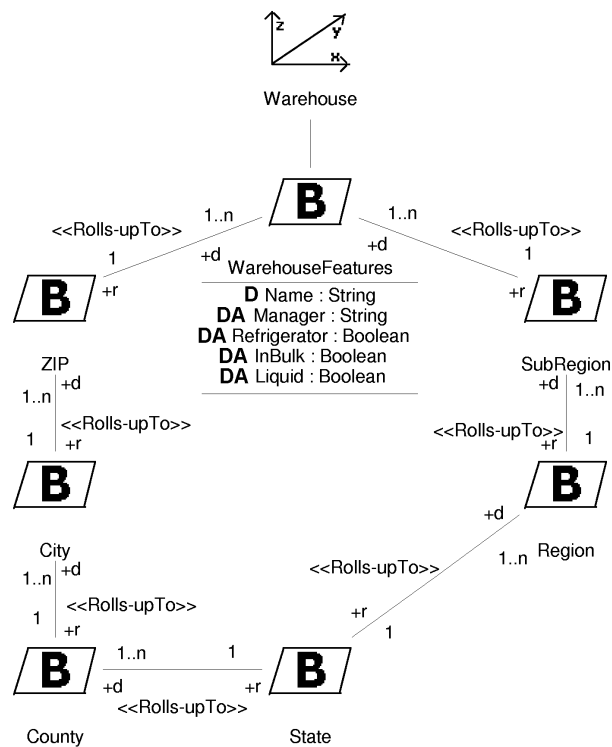 z
y
x
Warehouse
B
1..n
1..n
<<Rolls-upTo>>
<<Rolls-upTo>>
1
+d
+d
1
+r
+r
WarehouseFeatures
D Name : String
DA Manager : String
DA Refrigerator : Boolean
DA InBulk : Boolean
DA Liquid : Boolean
B
B
ZIP
SubRegion
+d
+d
1..n
1..n
<<Rolls-upTo>>
<<Rolls-upTo>>
1
+r
+r
1
B
B
+d
City
Region
1..n
+d
1..n
<<Rolls-upTo>>
<<Rolls-upTo>>
1
+r
+r
1
B
1..n
1
B
+d
+r
<<Rolls-upTo>>
County
State